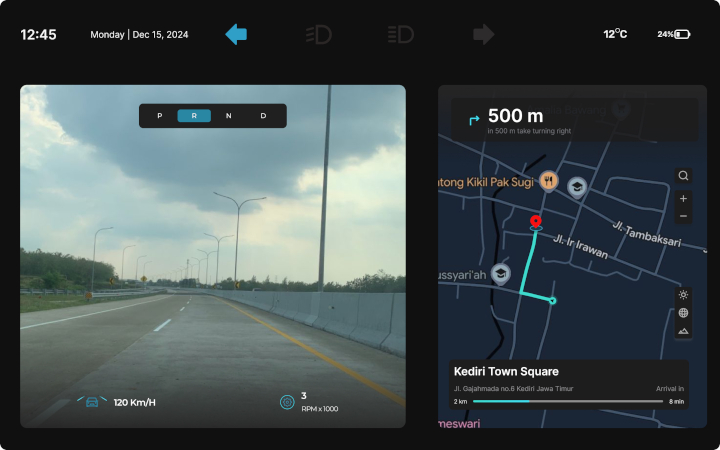 12:45
Monday | Dec 15, 2024
12°C
24%
P R N D
500 m
in 500 m take turning right
tong Kikil Pak Sugi
Jl. Tambaksari
Jl. Ir Irawan
ussyari'ah
Kediri Town Square
Jl. Gajahmada no.6 Kediri Jawa Timur
Arrival in
2 km
8 min
meswari
120 Km/H
3
RPM x 1000